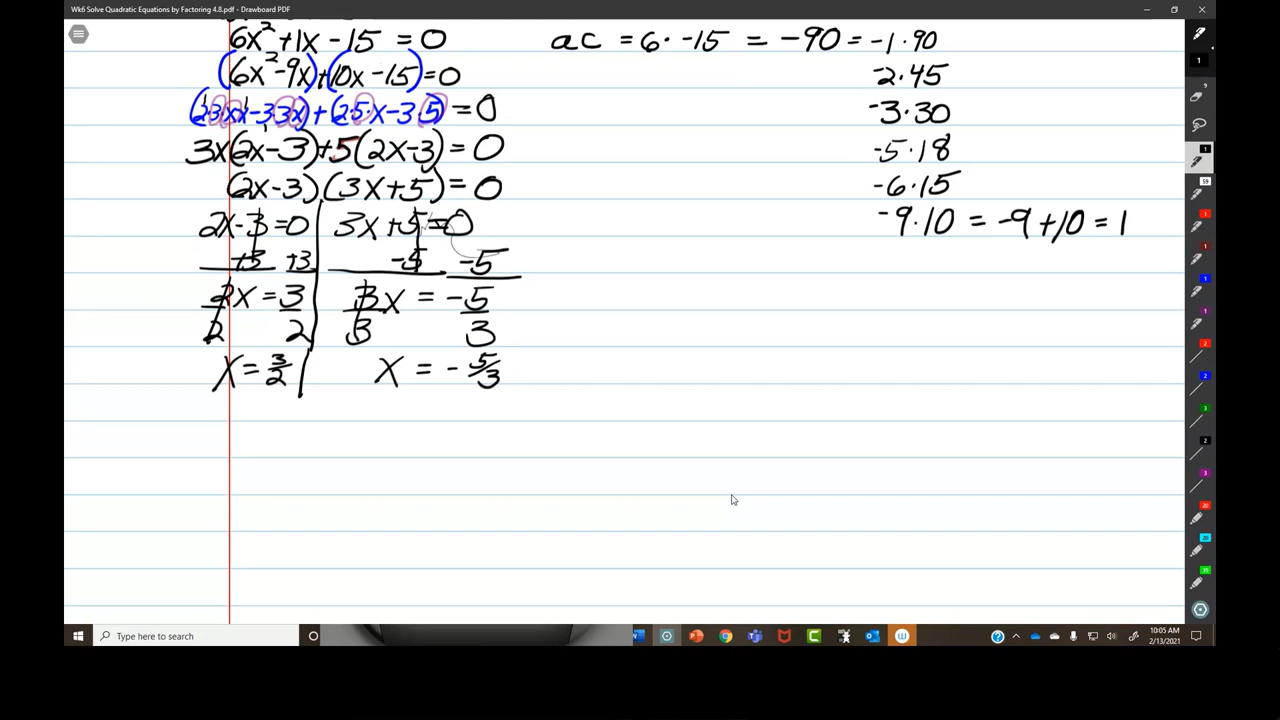 Wk6 Solve Quadratic Equations by Factoring 4.8.pdf - Drawboard PDF
6x² + 1x - 15 = 0
ac = 6 · -15 = -90 = -1 · 90
(6x² - 9x) + (10x - 15) = 0
-2 · 45
-3 · 30
3x(2x - 3) + 5(2x - 3) = 0
-5 · 18
(2x - 3)(3x + 5) = 0
-6 · 15
2x - 3 = 0 | 3x + 5 = 0
-9 · 10 = -9 + 10 = 1
+3 +3 | -5 -5
2x = 3 | 3x = -5
2 2 | 3 3
x = 3/2 | x = -5/3
Type here to search
10:05 AM
2/13/2021